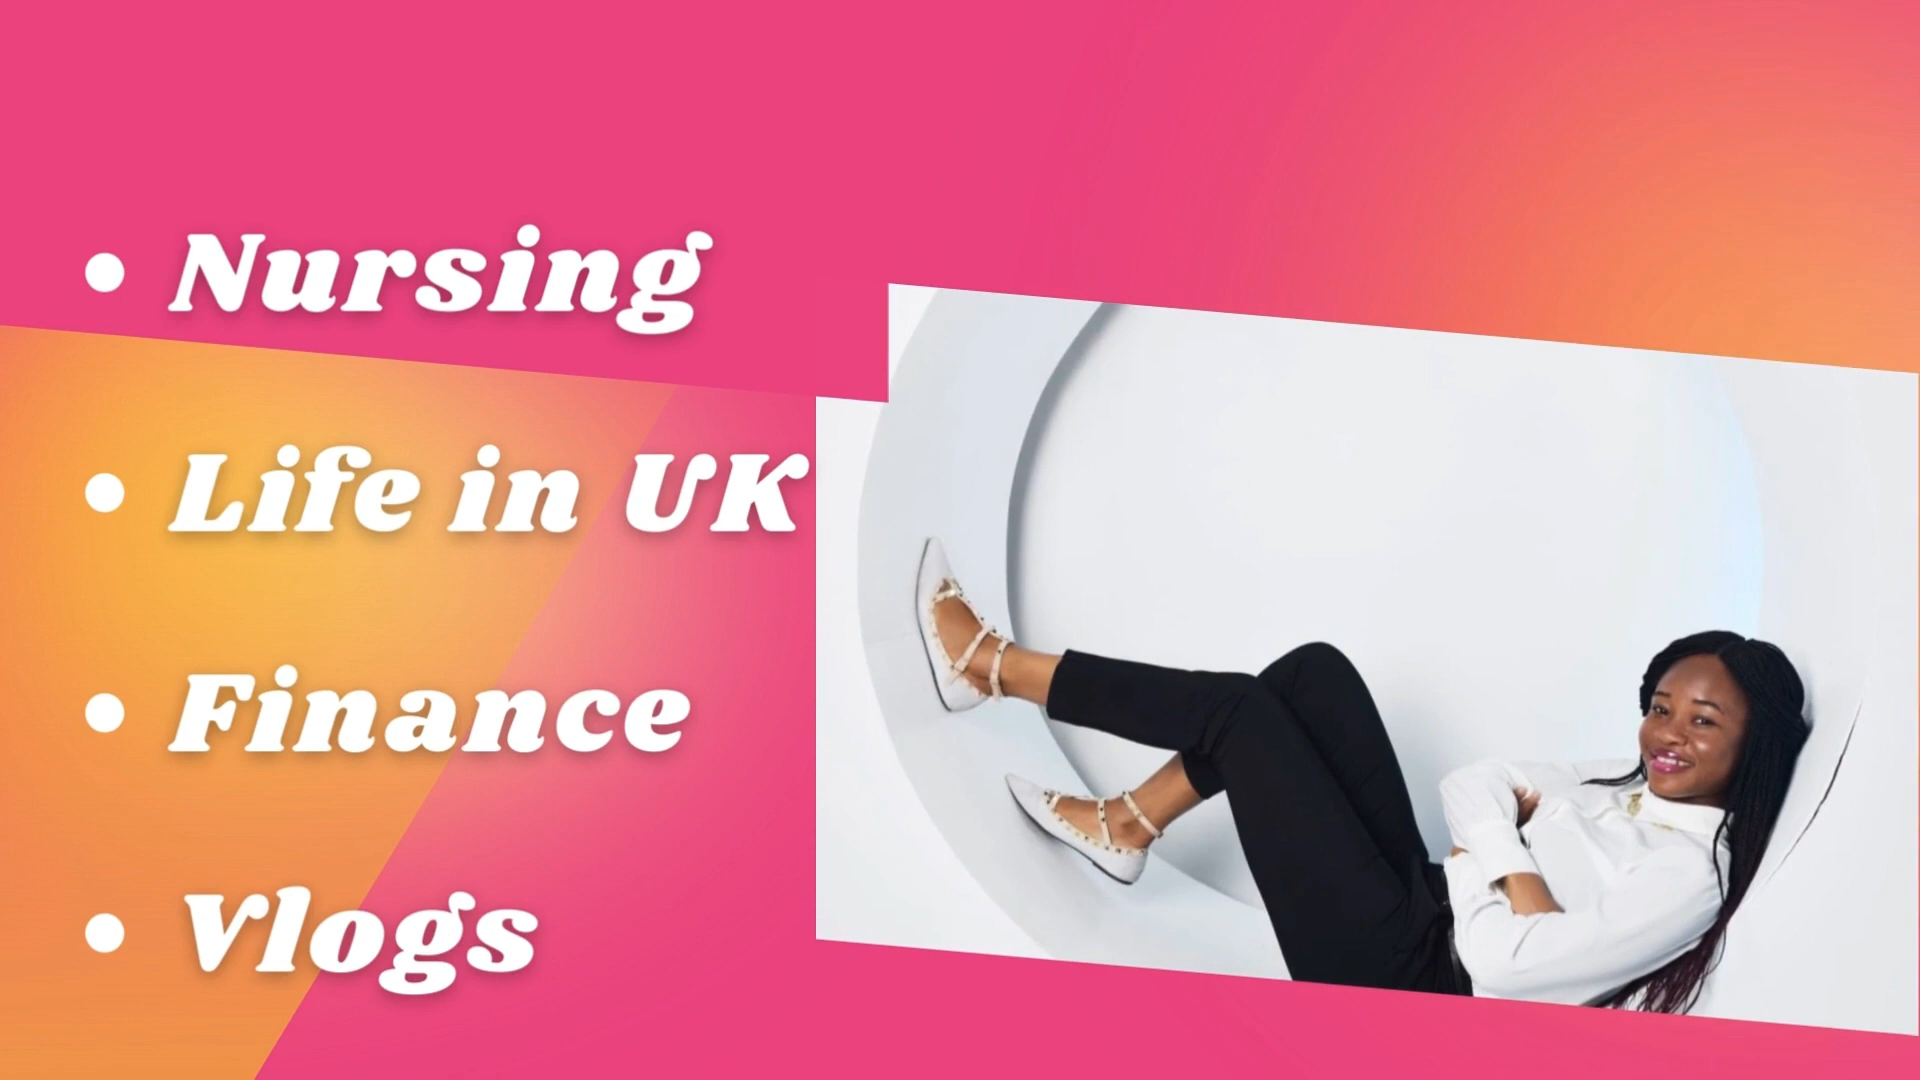 • Nursing
• Life in UK
• Finance
• Vlogs